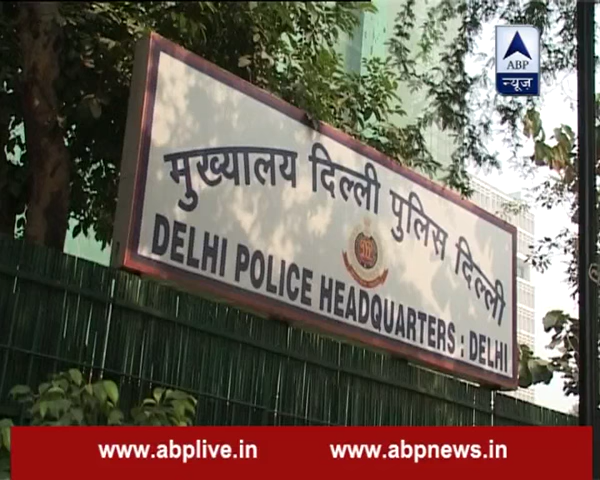 ABP
न्यूज़
मुख्यालय दिल्ली पुलिस दिल्ली
DELHI POLICE HEADQUARTERS : DELHI
www.abplive.in www.abpnews.in